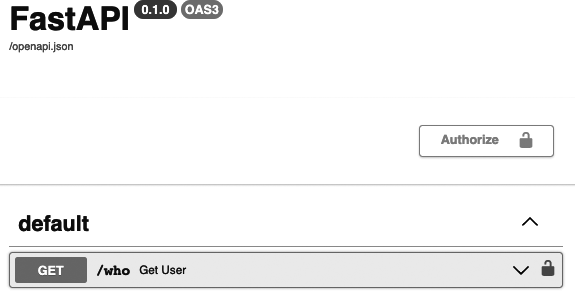 FastAPI 0.1.0 OAS3
/openapi.json
Authorize
default
GET /who Get User